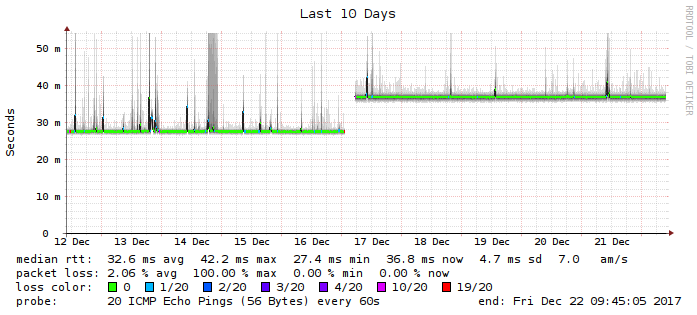 Last 10 Days
RRDTOOL / TOBI OETIKER
Seconds
50 m
40 m
30 m
20 m
10 m
0
12 Dec 13 Dec 14 Dec 15 Dec 16 Dec 17 Dec 18 Dec 19 Dec 20 Dec 21 Dec
median rtt: 32.6 ms avg 42.2 ms max 27.4 ms min 36.8 ms now 4.7 ms sd 7.0 am/s
packet loss: 2.06 % avg 100.00 % max 0.00 % min 0.00 % now
loss color: 0 1/20 2/20 3/20 4/20 10/20 19/20
probe: 20 ICMP Echo Pings (56 Bytes) every 60s end: Fri Dec 22 09:45:05 2017